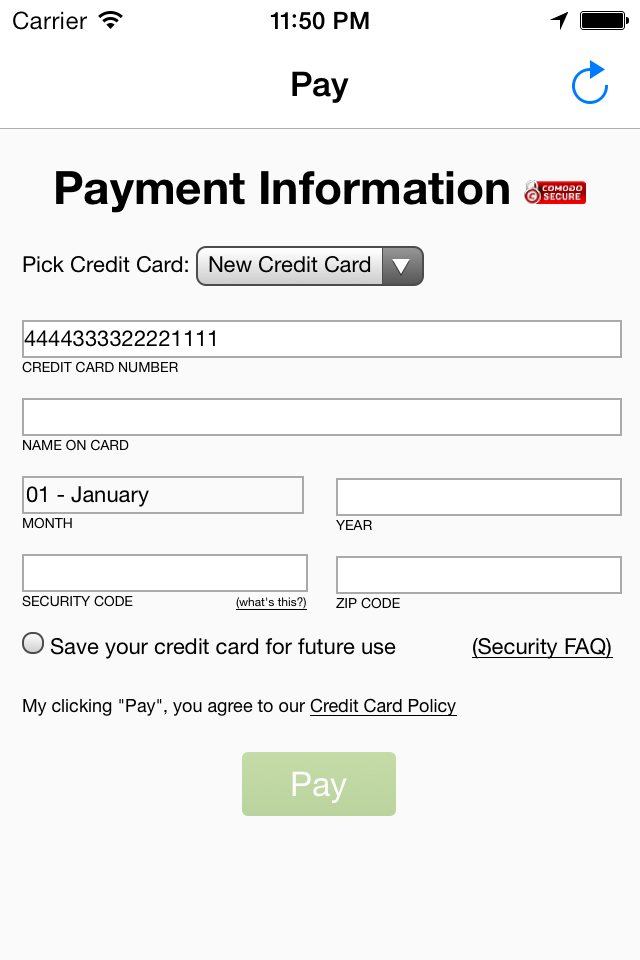 Carrier 11:50 PM
Pay
Payment Information COMODO SECURE
Pick Credit Card: New Credit Card
4444333322221111
CREDIT CARD NUMBER
NAME ON CARD
01 - January
MONTH YEAR
SECURITY CODE (what's this?) ZIP CODE
Save your credit card for future use (Security FAQ)
My clicking "Pay", you agree to our Credit Card Policy
Pay